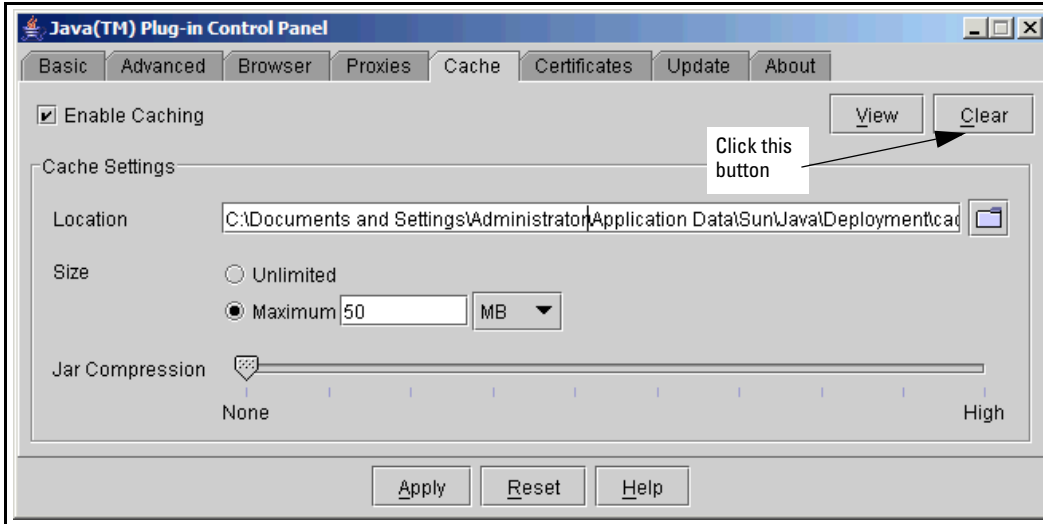 Java(TM) Plug-in Control Panel
Basic Advanced Browser Proxies Cache Certificates Update About
Enable Caching View Clear
Click this
button
Cache Settings
Location C:\Documents and Settings\Administrator\Application Data\Sun\Java\Deployment\cac
Size Unlimited
Maximum 50 MB
Jar Compression
None High
Apply Reset Help